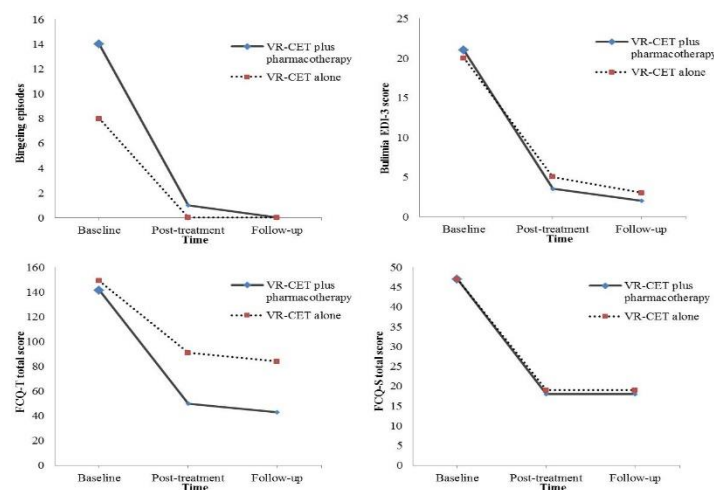 16
14
12
10
8
6
4
2
0
Bingeing episodes
VR-CET plus
pharmacotherapy
VR-CET alone
Baseline Post-treatment Follow-up
Time
25
20
15
10
5
0
Bulimia EDI-3 score
VR-CET plus
pharmacotherapy
VR-CET alone
Baseline Post-treatment Follow-up
Time
160
140
120
100
80
60
40
20
0
FCQ-T total score
VR-CET plus
pharmacotherapy
VR-CET alone
Baseline Post-treatment Follow-up
Time
50
45
40
35
30
25
20
15
10
5
0
FCQ-S total score
VR-CET plus
pharmacotherapy
VR-CET alone
Baseline Post-treatment Follow-up
Time